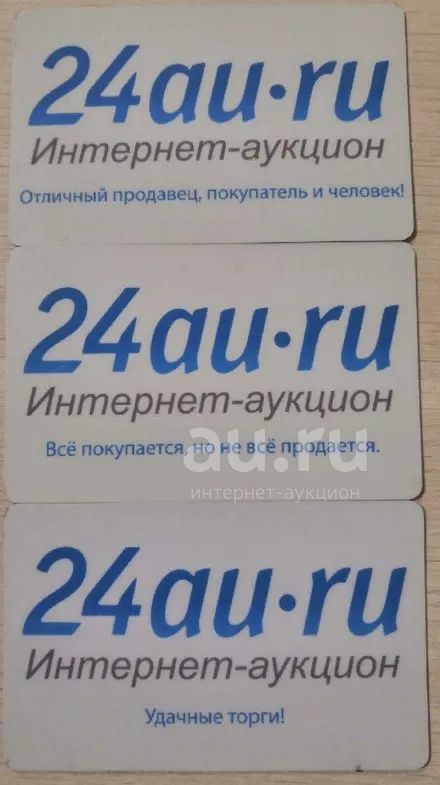 24au.ru
Интернет-аукцион
Отличный продавец, покупатель и человек!
24au.ru
Интернет-аукцион
Всё покупается, но не всё продается.
au.ru
интернет-аукцион
24au.ru
Интернет-аукцион
Удачные торги!